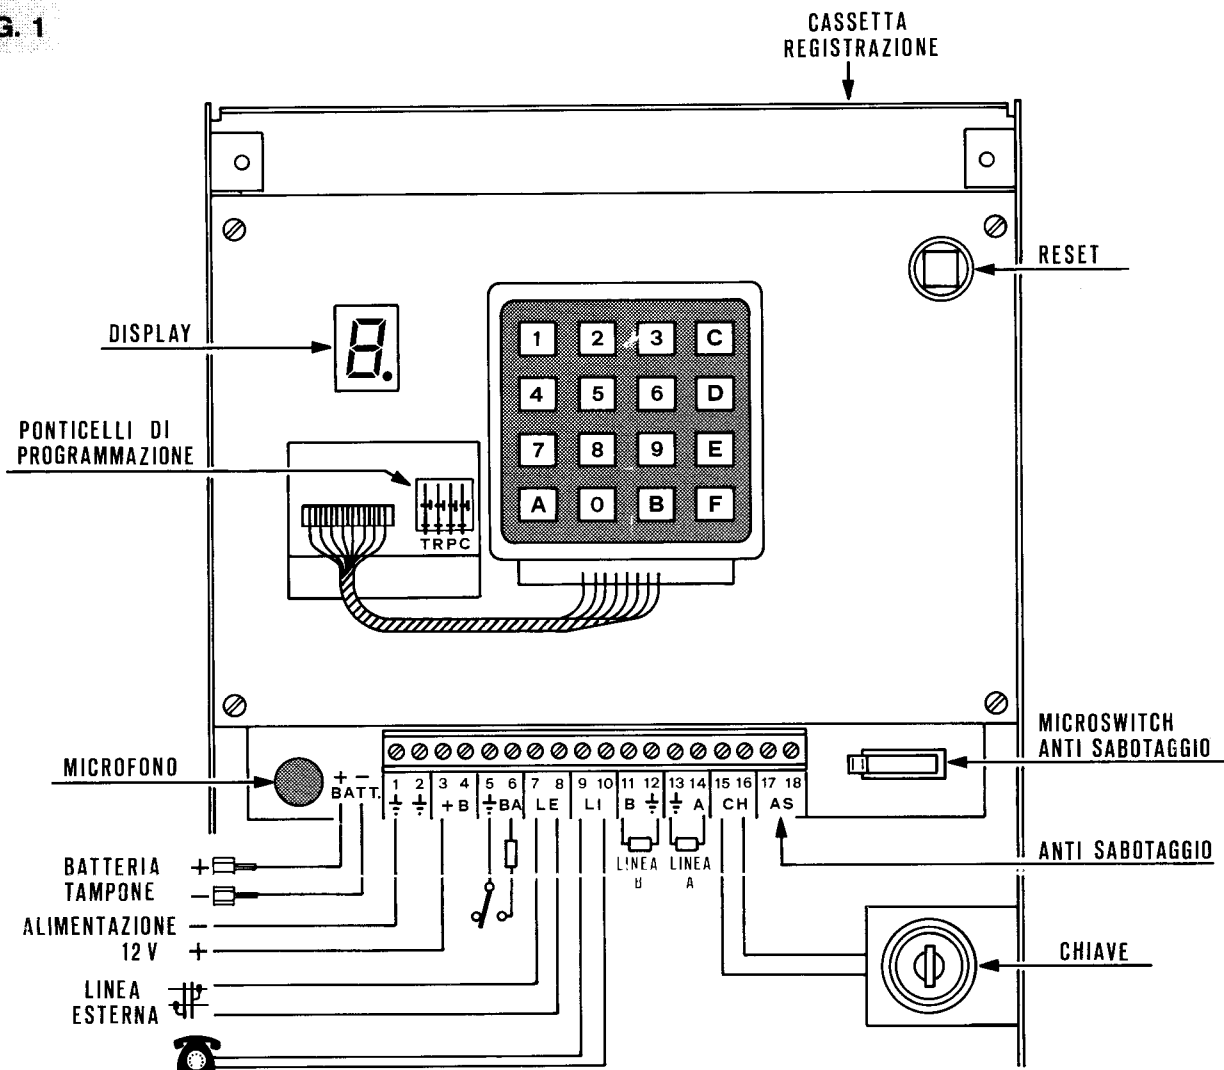 G. 1
CASSETTA
REGISTRAZIONE
RESET
DISPLAY
1 2 3 C
4 5 6 D
7 8 9 E
A 0 B F
PONTICELLI DI
PROGRAMMAZIONE
TRPC
MICROSWITCH
ANTI SABOTAGGIO
MICROFONO
+ −
BATT.
1 2 3 4 5 6 7 8 9 10 11 12 13 14 15 16 17 18
+B BA LE LI B A CH AS
LINEA
B
LINEA
A
ANTI SABOTAGGIO
BATTERIA +
TAMPONE −
ALIMENTAZIONE −
12 V +
CHIAVE
LINEA
ESTERNA